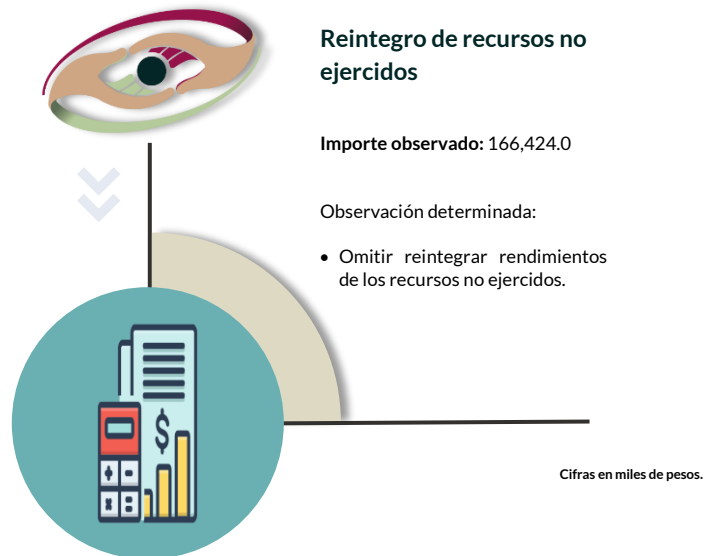 Reintegro de recursos no
ejercidos
Importe observado: 166,424.0
Observación determinada:
• Omitir reintegrar rendimientos
de los recursos no ejercidos.
$
Cifras en miles de pesos.